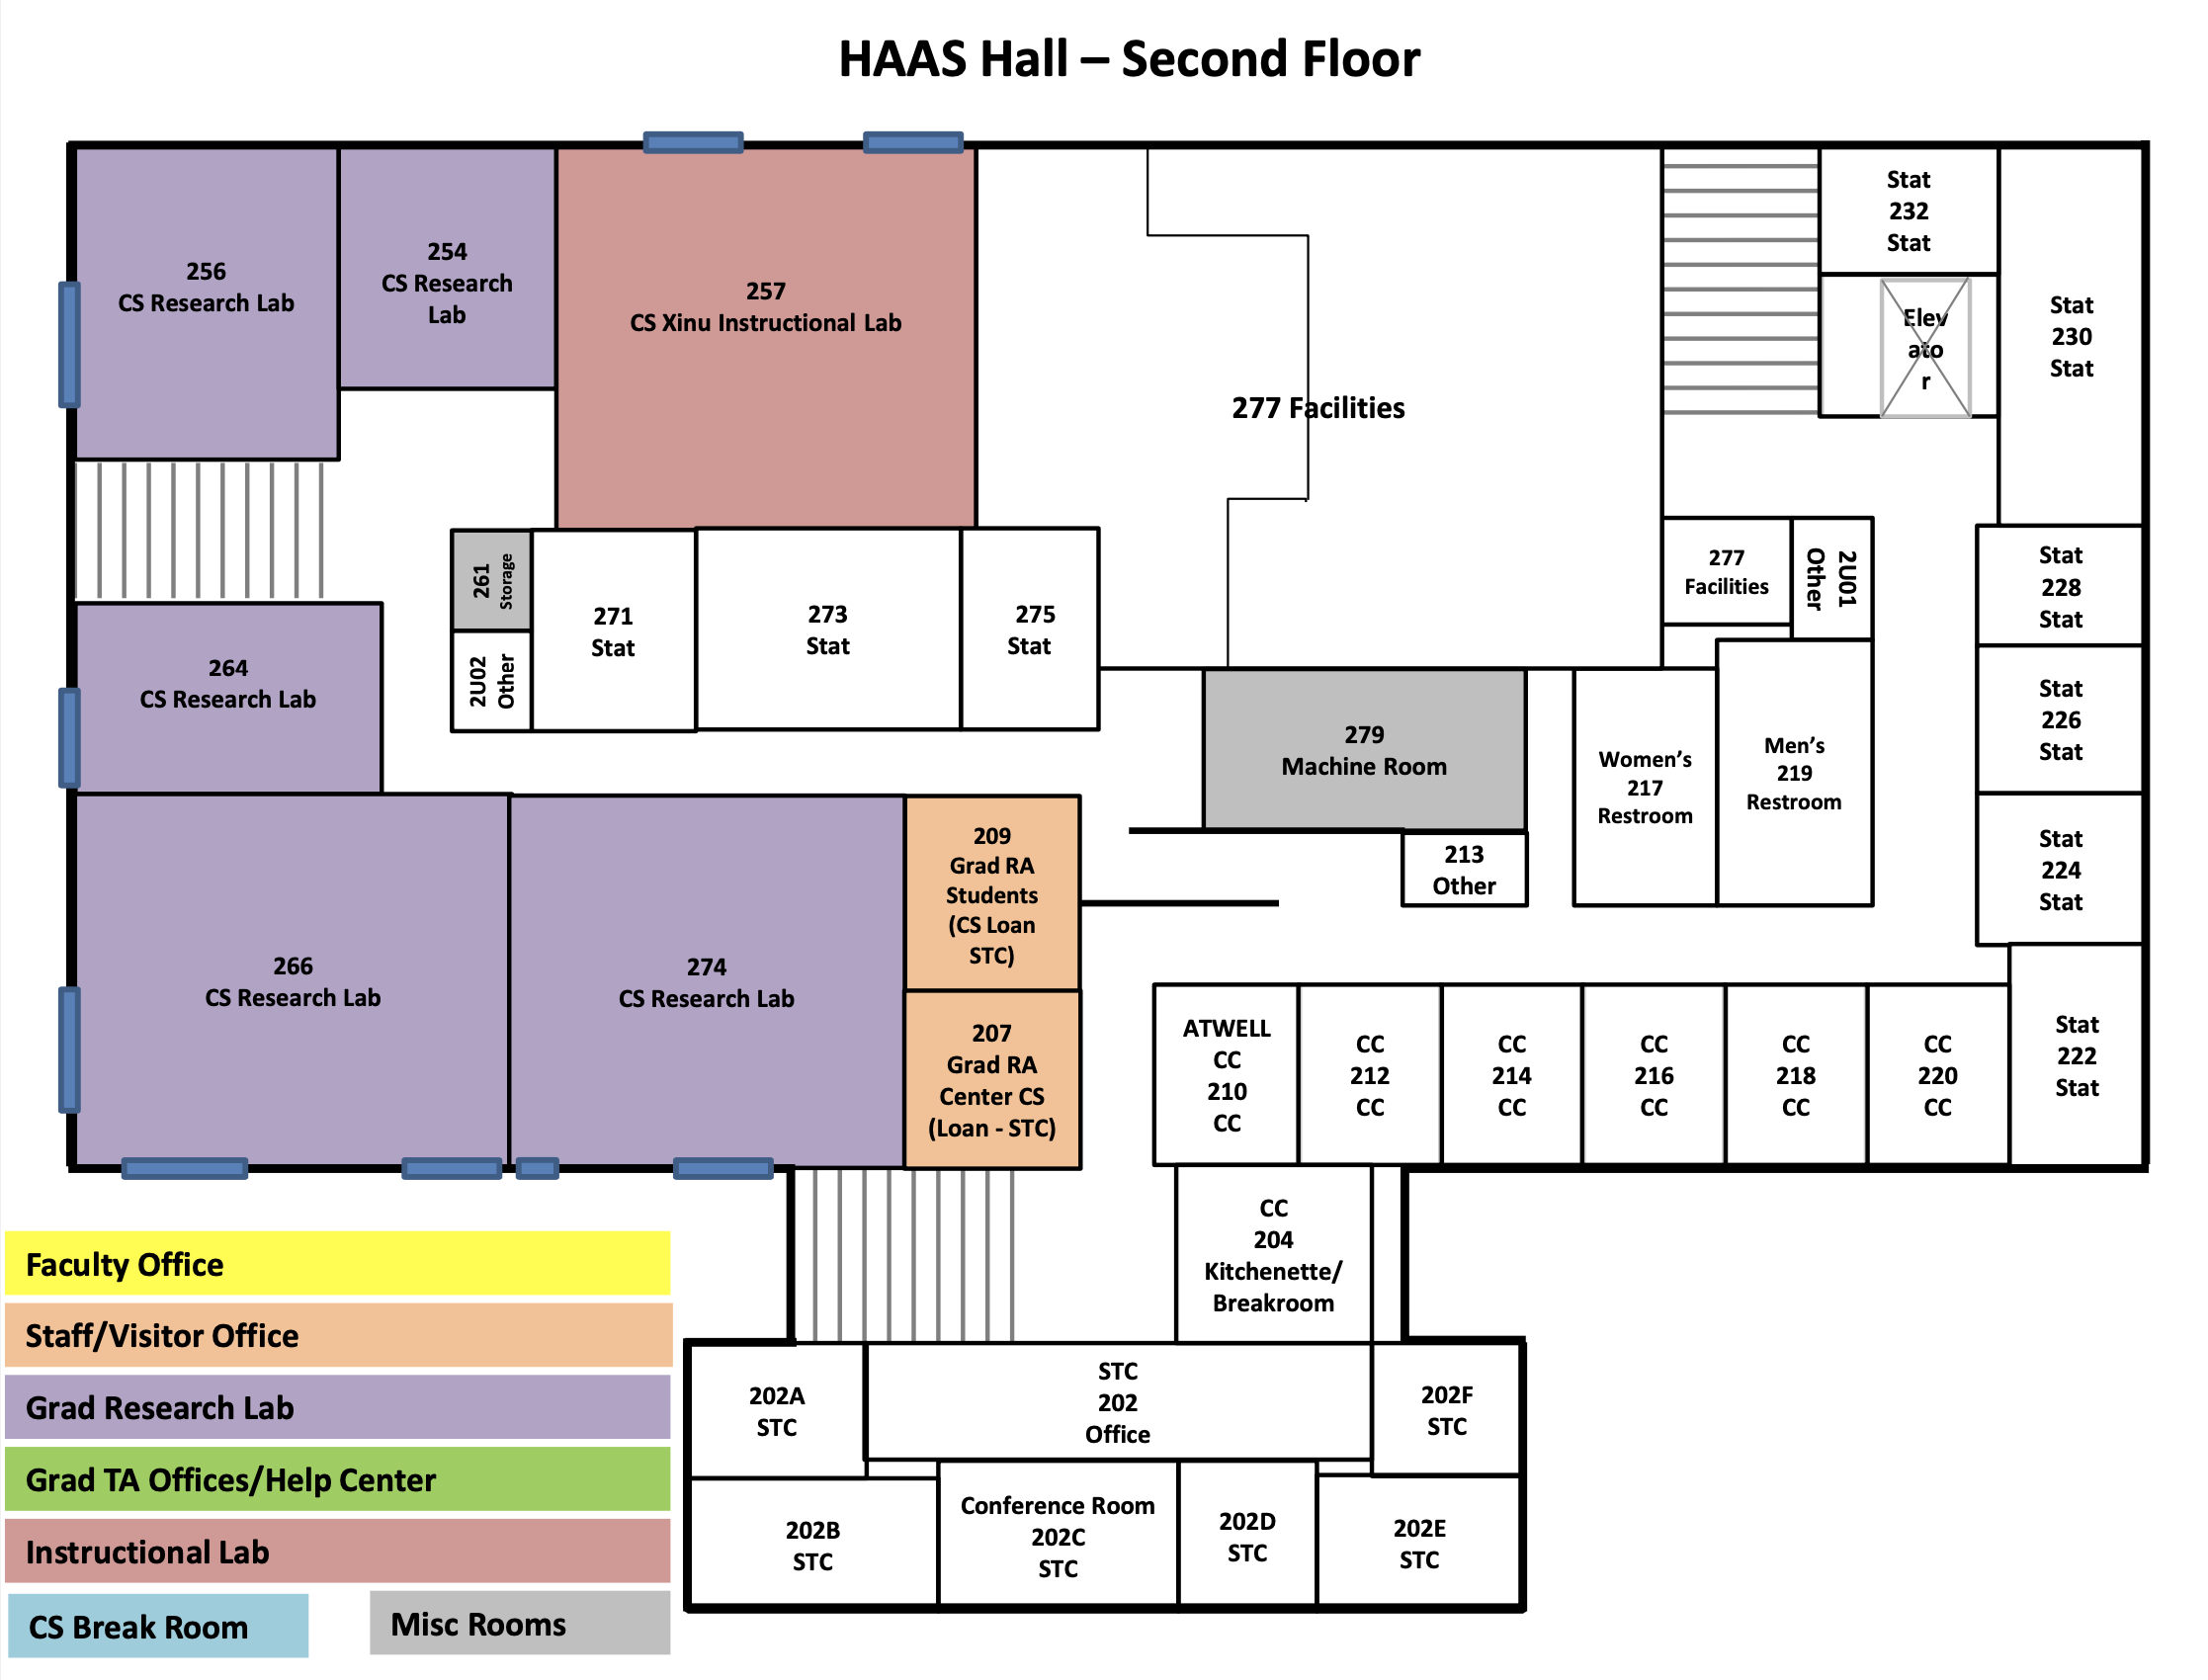 HAAS Hall – Second Floor
256
CS Research Lab
254
CS Research
Lab
257
CS Xinu Instructional Lab
277 Facilities
Stat
232
Stat
Elev
ato
r
Stat
230
Stat
261
Storage
2U02
Other
271
Stat
273
Stat
275
Stat
277
Facilities
2U01
Other
Stat
228
Stat
264
CS Research Lab
279
Machine Room
Women’s
217
Restroom
Men’s
219
Restroom
Stat
226
Stat
213
Other
Stat
224
Stat
266
CS Research Lab
274
CS Research Lab
209
Grad RA
Students
(CS Loan
STC)
207
Grad RA
Center CS
(Loan - STC)
ATWELL
CC
210
CC
CC
212
CC
CC
214
CC
CC
216
CC
CC
218
CC
CC
220
CC
Stat
222
Stat
CC
204
Kitchenette/
Breakroom
202A
STC
STC
202
Office
202F
STC
202B
STC
Conference Room
202C
STC
202D
STC
202E
STC
Faculty Office
Staff/Visitor Office
Grad Research Lab
Grad TA Offices/Help Center
Instructional Lab
CS Break Room
Misc Rooms